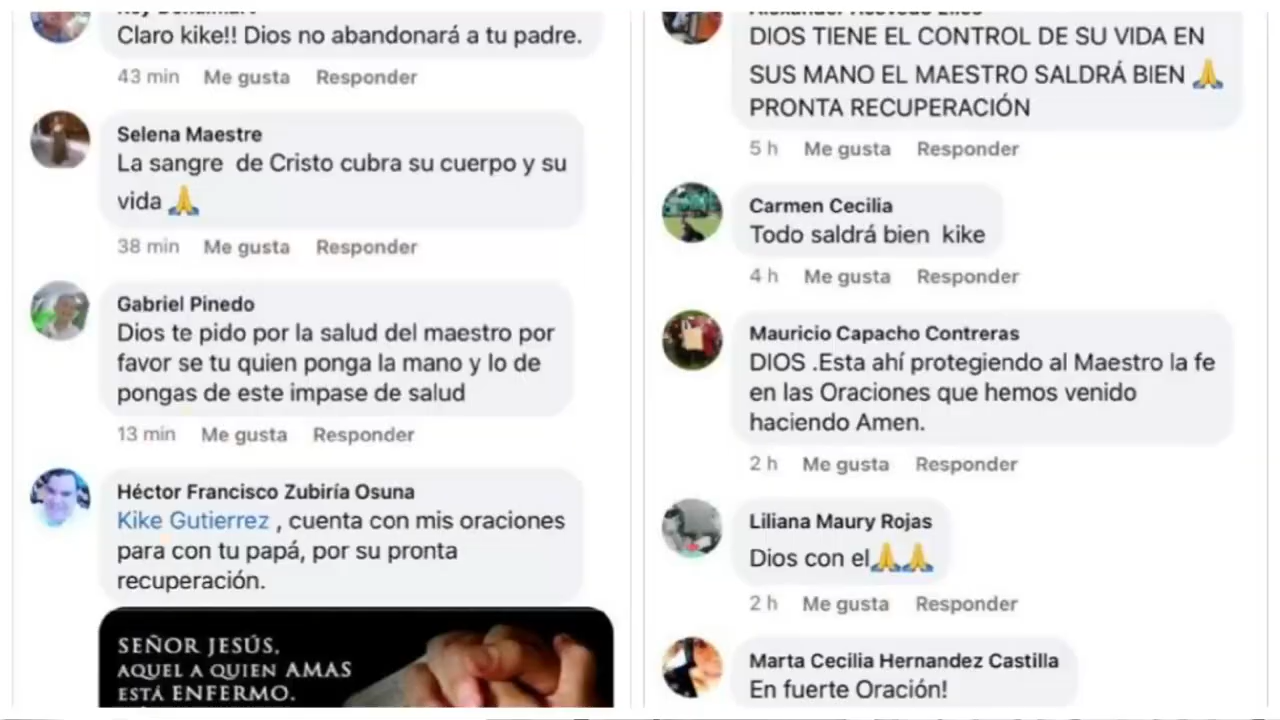 Claro kike!! Dios no abandonará a tu padre.
43 min Me gusta Responder
Selena Maestre
La sangre de Cristo cubra su cuerpo y su
vida 🙏
38 min Me gusta Responder
Gabriel Pinedo
Dios te pido por la salud del maestro por
favor se tu quien ponga la mano y lo de
pongas de este impase de salud
13 min Me gusta Responder
Héctor Francisco Zubiría Osuna
Kike Gutierrez , cuenta con mis oraciones
para con tu papá, por su pronta
recuperación.
SEÑOR JESÚS,
AQUEL A QUIEN AMAS
ESTÁ ENFERMO.
DIOS TIENE EL CONTROL DE SU VIDA EN
SUS MANO EL MAESTRO SALDRÁ BIEN 🙏
PRONTA RECUPERACIÓN
5 h Me gusta Responder
Carmen Cecilia
Todo saldrá bien kike
4 h Me gusta Responder
Mauricio Capacho Contreras
DIOS .Esta ahí protegiendo al Maestro la fe
en las Oraciones que hemos venido
haciendo Amen.
2 h Me gusta Responder
Liliana Maury Rojas
Dios con el🙏🙏
2 h Me gusta Responder
Marta Cecilia Hernandez Castilla
En fuerte Oración!